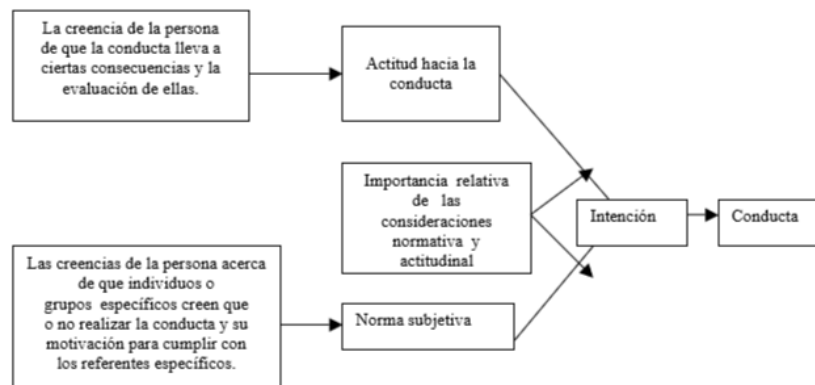 La creencia de la persona
de que la conducta lleva a
ciertas consecuencias y la
evaluación de ellas.
Actitud hacia la
conducta
Importancia relativa
de las
consideraciones
normativa y
actitudinal
Intención
Conducta
Las creencias de la persona acerca
de que individuos o
grupos específicos creen que
o no realizar la conducta y su
motivación para cumplir con
los referentes específicos.
Norma subjetiva